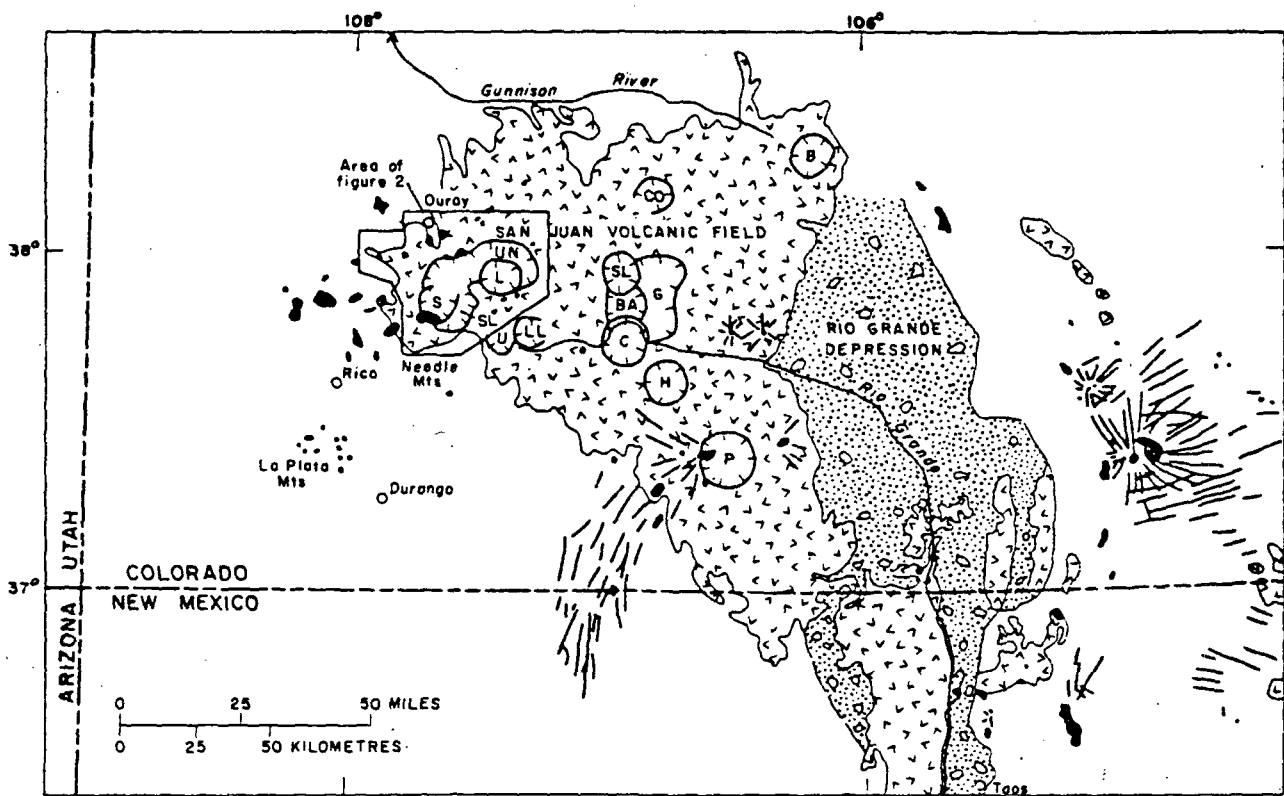 108°
106°
Gunnison River
B
Area of
figure 2
Ouray
CO
38°
SAN JUAN VOLCANIC FIELD
UN
L
SL
G
S
BA
SL
U
LL
C
RIO GRANDE
DEPRESSION
Rico
Needle
Mts
H
Rio Grande
P
La Plata
Mts
Durango
37°
COLORADO
NEW MEXICO
ARIZONA UTAH
0 25 50 MILES
0 25 50 KILOMETRES
Taos